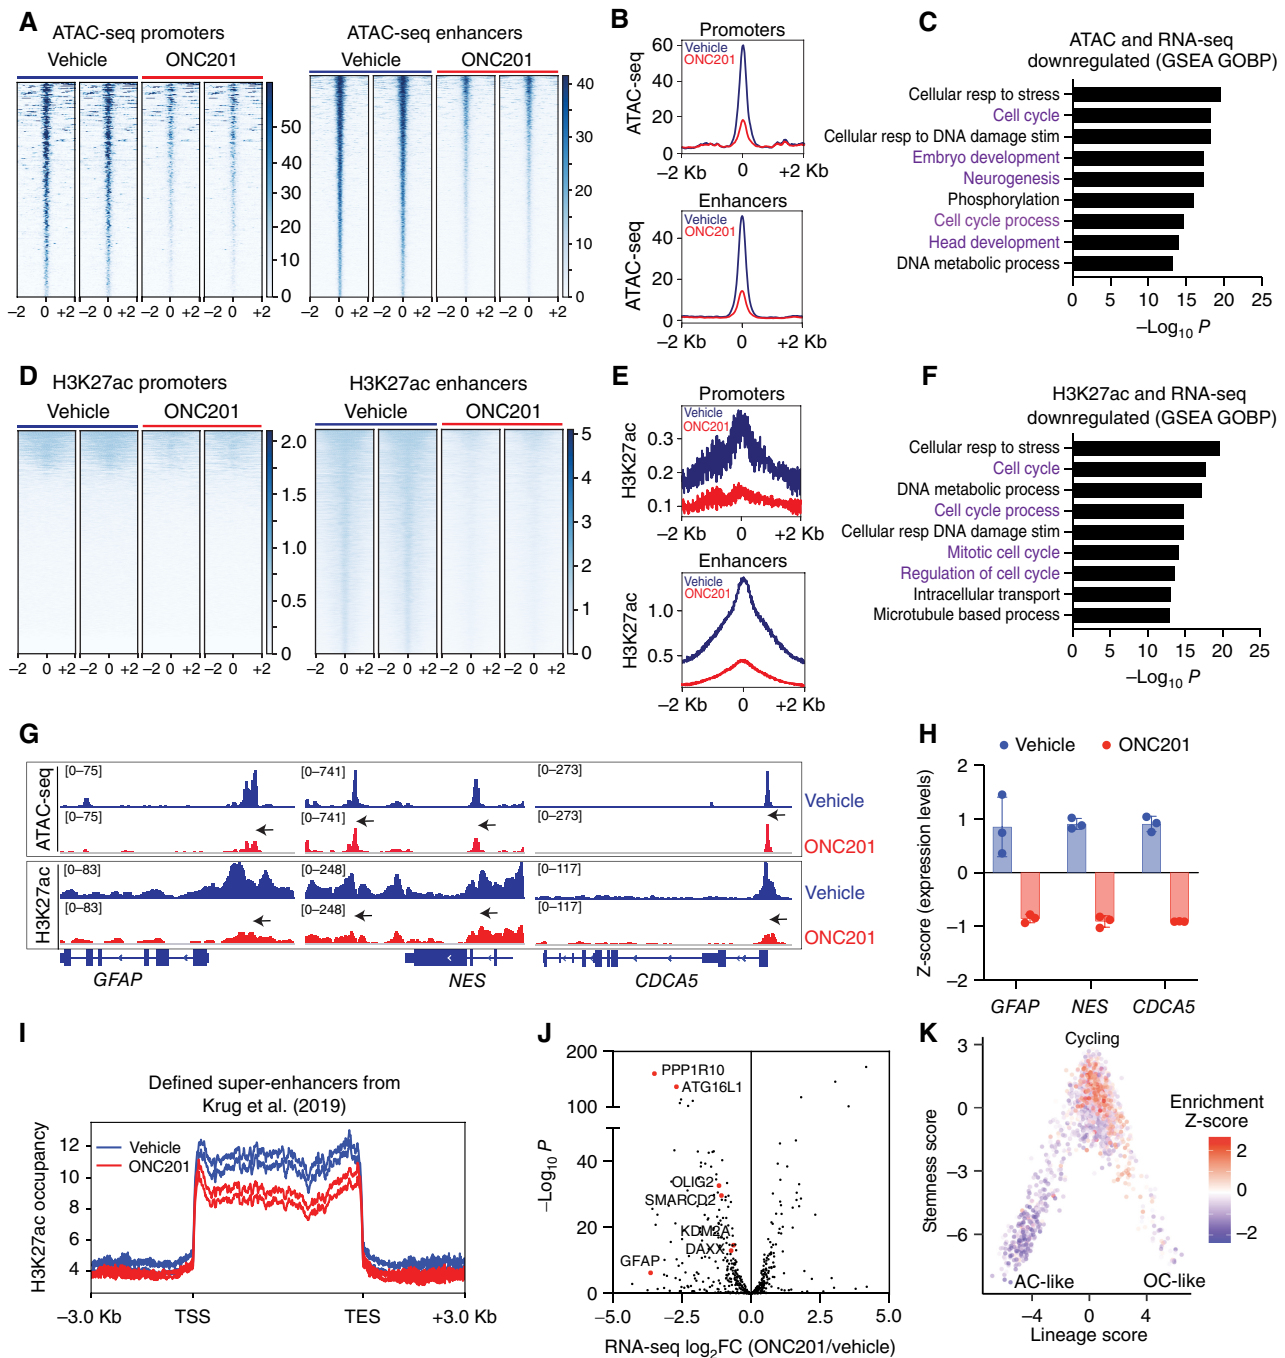 A
ATAC-seq promoters
Vehicle
ONC201
50
40
30
20
10
0
−2 0 +2 −2 0 +2 −2 0 +2 −2 0 +2
ATAC-seq enhancers
Vehicle
ONC201
40
30
20
10
0
−2 0 +2 −2 0 +2 −2 0 +2 −2 0 +2
B
Promoters
Vehicle
ONC201
ATAC-seq
60
40
20
0
−2 Kb 0 +2 Kb
Enhancers
Vehicle
ONC201
ATAC-seq
50
40
20
0
−2 Kb 0 +2 Kb
C
ATAC and RNA-seq
downregulated (GSEA GOBP)
Cellular resp to stress
Cell cycle
Cellular resp to DNA damage stim
Embryo development
Neurogenesis
Phosphorylation
Cell cycle process
Head development
DNA metabolic process
0 5 10 15 20 25
−Log10 P
D
H3K27ac promoters
Vehicle
ONC201
2.0
1.5
1.0
0.5
0
−2 0 +2 −2 0 +2 −2 0 +2 −2 0 +2
H3K27ac enhancers
Vehicle
ONC201
5
4
3
2
1
0
−2 0 +2 −2 0 +2 −2 0 +2 −2 0 +2
E
Promoters
Vehicle
ONC201
H3K27ac
0.3
0.2
0.1
−2 Kb 0 +2 Kb
Enhancers
Vehicle
ONC201
H3K27ac
1.0
0.5
−2 Kb 0 +2 Kb
F
H3K27ac and RNA-seq
downregulated (GSEA GOBP)
Cellular resp to stress
Cell cycle
DNA metabolic process
Cell cycle process
Cellular resp DNA damage stim
Mitotic cell cycle
Regulation of cell cycle
Intracellular transport
Microtubule based process
0 5 10 15 20 25
−Log10 P
G
ATAC-seq
[0–75] [0–741] [0–273]
Vehicle
[0–75] [0–741] [0–273]
ONC201
H3K27ac
[0–83] [0–248] [0–117]
Vehicle
[0–83] [0–248] [0–117]
ONC201
GFAP NES CDCA5
H
Vehicle ONC201
Z-score (expression levels)
2
1
0
−1
−2
GFAP NES CDCA5
I
Defined super-enhancers from
Krug et al. (2019)
Vehicle
ONC201
H3K27ac occupancy
12
10
8
6
4
−3.0 Kb TSS TES +3.0 Kb
J
−Log10 P
200
100
40
20
0
PPP1R10
ATG16L1
OLIG2
SMARCD2
KDM2A
DAXX
GFAP
−5.0 −2.5 0.0 2.5 5.0
RNA-seq log2FC (ONC201/vehicle)
K
Cycling
Stemness score
3
0
−3
−6
AC-like OC-like
−4 0 4
Lineage score
Enrichment
Z-score
2
1
0
−2